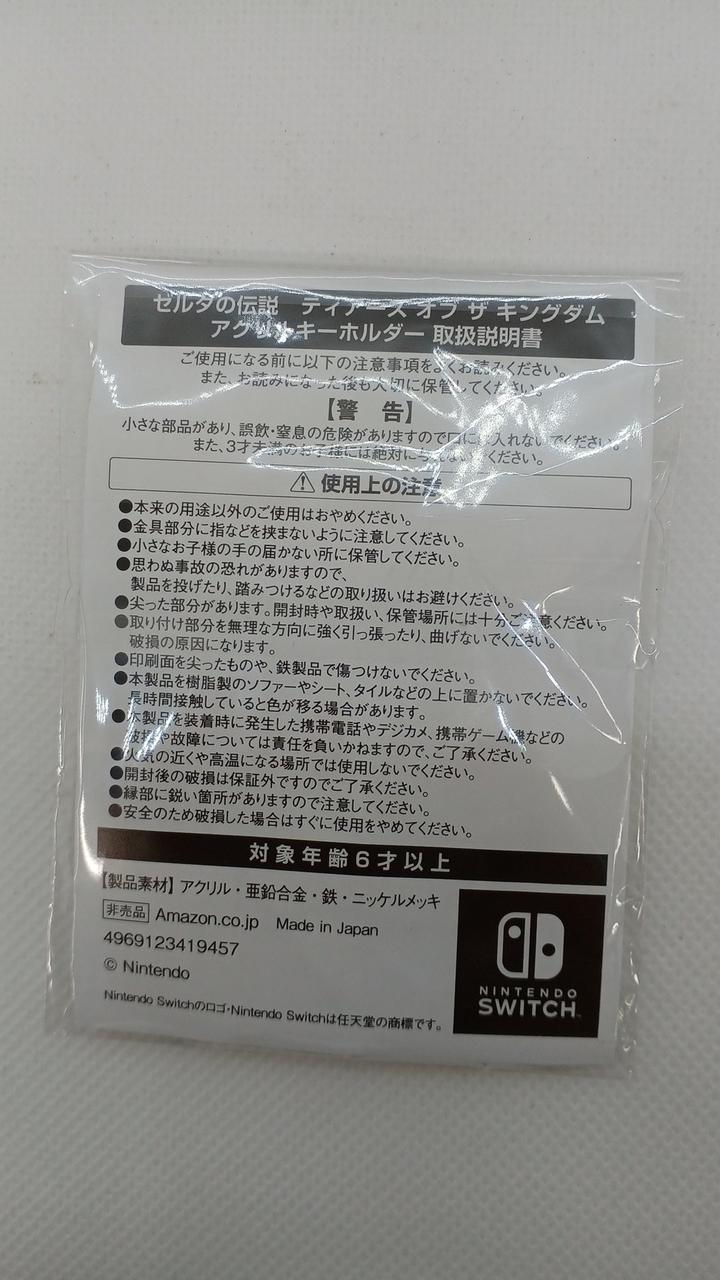 ゼルダの伝説 ティアーズ オブ ザ キングダム
アクリルキーホルダー 取扱説明書
ご使用になる前に以下の注意事項をよくお読みください。
また、お読みになった後も大切に保管してください。
【警 告】
小さな部品があり、誤飲・窒息の危険がありますので口には入れないでください。
また、3才未満のお子様には絶対に与えないでください。
⚠ 使用上の注意
●本来の用途以外のご使用はおやめください。
●金具部分に指などを挟まないように注意してください。
●小さなお子様の手の届かない所に保管してください。
●思わぬ事故の恐れがありますので、
製品を投げたり、踏みつけるなどの取り扱いはお避けください。
●尖った部分があります。開封時や取扱い、保管場所には十分ご注意ください。
●取り付け部分を無理な方向に強く引っ張ったり、曲げないでください。
破損の原因になります。
●印刷面を尖ったものや、鉄製品で傷つけないでください。
●本製品を樹脂製のソファーやシート、タイルなどの上に置かないでください。
長時間接触していると色が移る場合があります。
●本製品を装着時に発生した携帯電話やデジカメ、携帯ゲーム機などの
破損や故障については責任を負いかねますので、ご了承ください。
●火気の近くや高温になる場所では使用しないでください。
●開封後の破損は保証外ですのでご了承ください。
●縁部に鋭い箇所がありますので注意してください。
●安全のため破損した場合はすぐに使用をやめてください。
対象年齢6才以上
【製品素材】アクリル・亜鉛合金・鉄・ニッケルメッキ
非売品 Amazon.co.jp Made in Japan
4969123419457
© Nintendo
Nintendo Switchのロゴ・Nintendo Switchは任天堂の商標です。
NINTENDO
SWITCH™